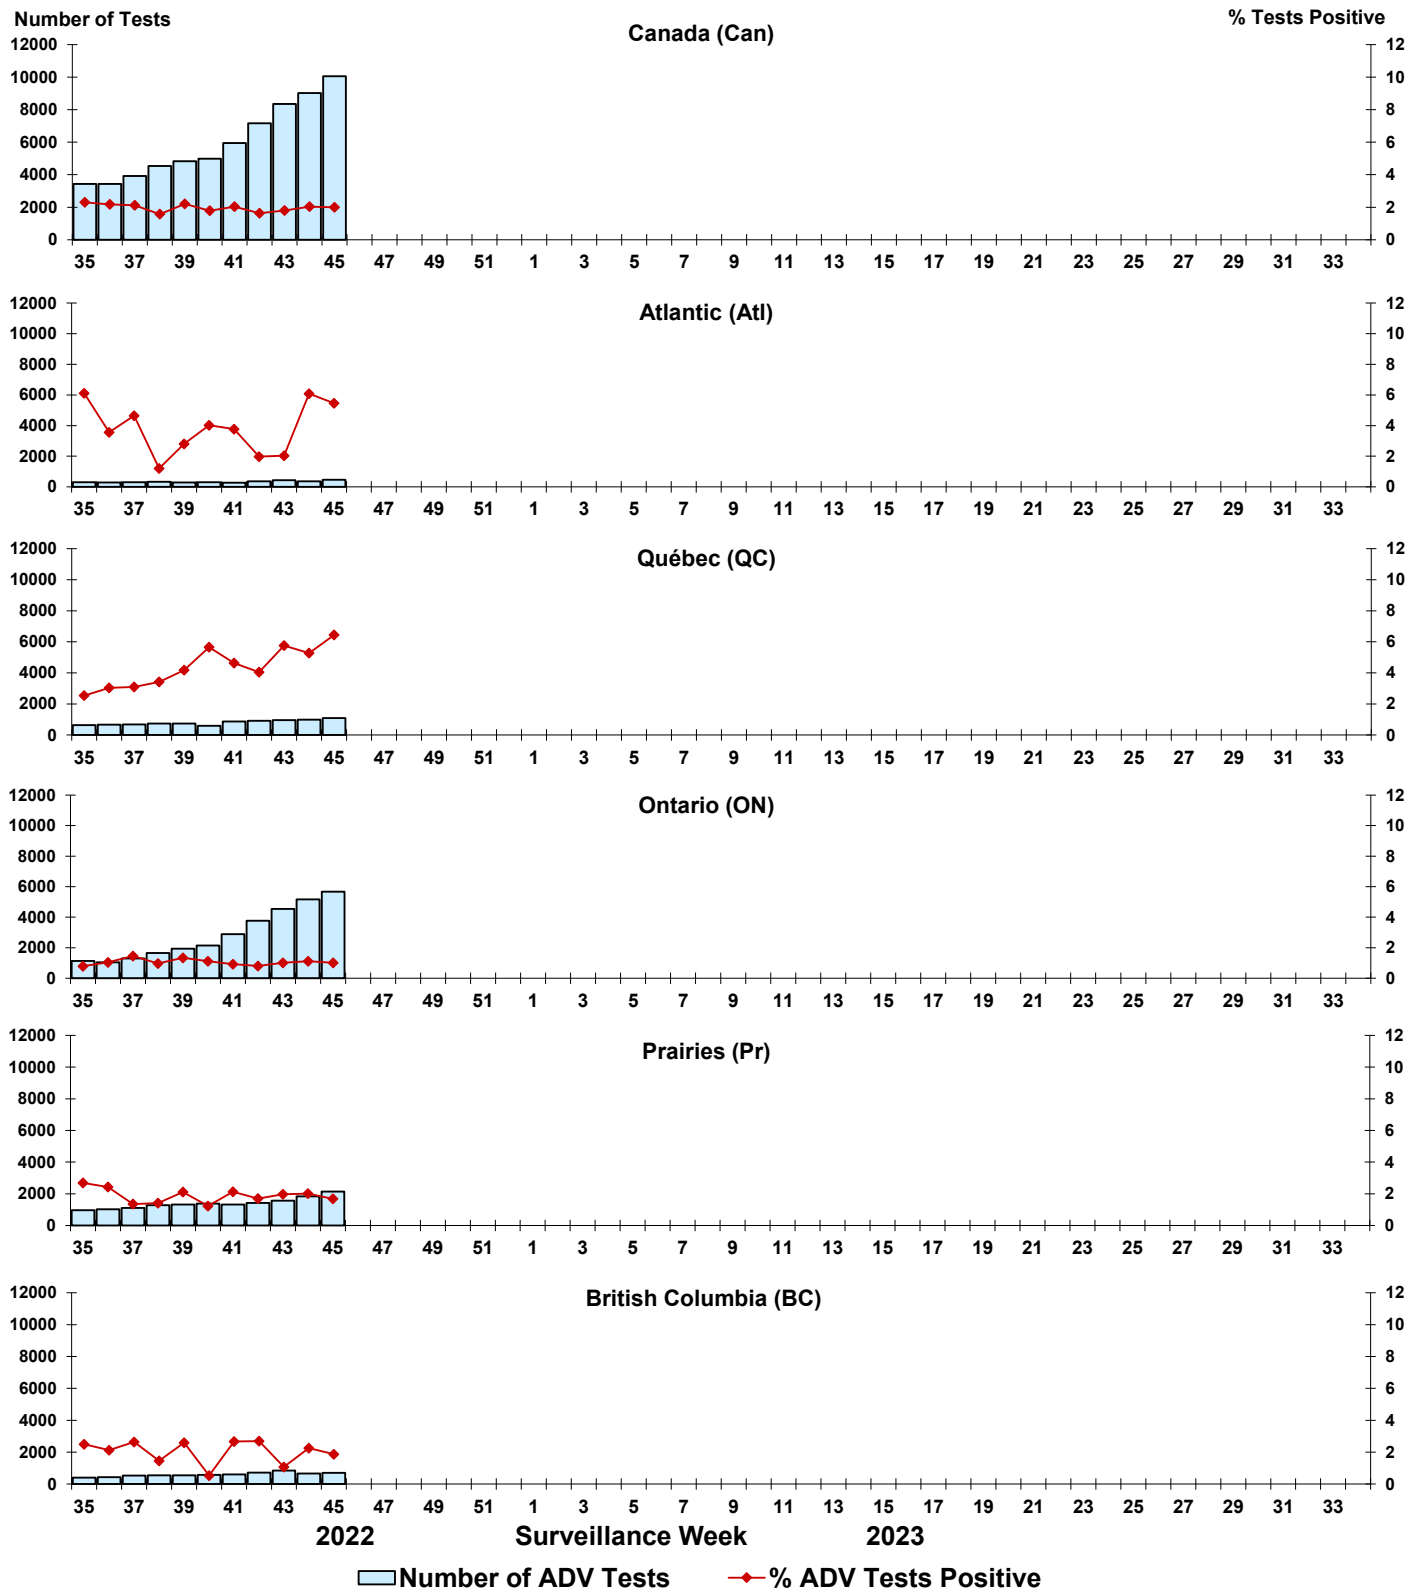 Number of Tests
% Tests Positive
Canada (Can)
12000 12
10000 10
8000 8
6000 6
4000 4
2000 2
0 0
35 37 39 41 43 45 47 49 51 1 3 5 7 9 11 13 15 17 19 21 23 25 27 29 31 33
Atlantic (Atl)
12000 12
10000 10
8000 8
6000 6
4000 4
2000 2
0 0
35 37 39 41 43 45 47 49 51 1 3 5 7 9 11 13 15 17 19 21 23 25 27 29 31 33
Québec (QC)
12000 12
10000 10
8000 8
6000 6
4000 4
2000 2
0 0
35 37 39 41 43 45 47 49 51 1 3 5 7 9 11 13 15 17 19 21 23 25 27 29 31 33
Ontario (ON)
12000 12
10000 10
8000 8
6000 6
4000 4
2000 2
0 0
35 37 39 41 43 45 47 49 51 1 3 5 7 9 11 13 15 17 19 21 23 25 27 29 31 33
Prairies (Pr)
12000 12
10000 10
8000 8
6000 6
4000 4
2000 2
0 0
35 37 39 41 43 45 47 49 51 1 3 5 7 9 11 13 15 17 19 21 23 25 27 29 31 33
British Columbia (BC)
12000 12
10000 10
8000 8
6000 6
4000 4
2000 2
0 0
35 37 39 41 43 45 47 49 51 1 3 5 7 9 11 13 15 17 19 21 23 25 27 29 31 33
2022 Surveillance Week 2023
Number of ADV Tests % ADV Tests Positive